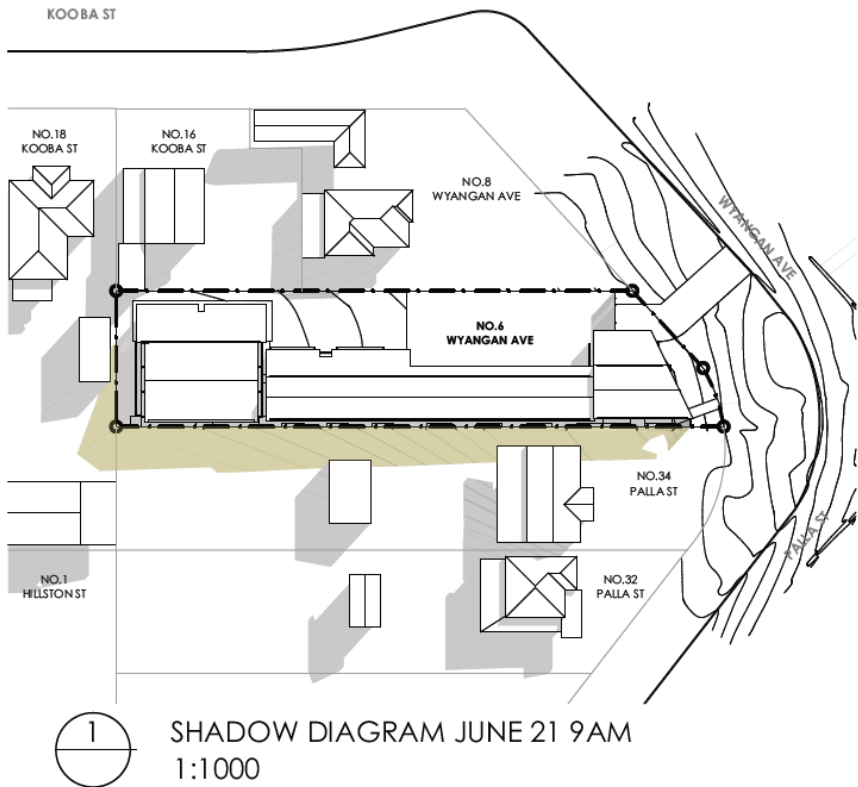 KOOBA ST
NO.18
KOOBA ST
NO.16
KOOBA ST
NO.8
WYANGAN AVE
WYANGAN AVE
NO.6
WYANGAN AVE
NO.34
PALLA ST
PALLA ST
NO.1
HILLSTON ST
NO.32
PALLA ST
1
SHADOW DIAGRAM JUNE 21 9AM
1:1000